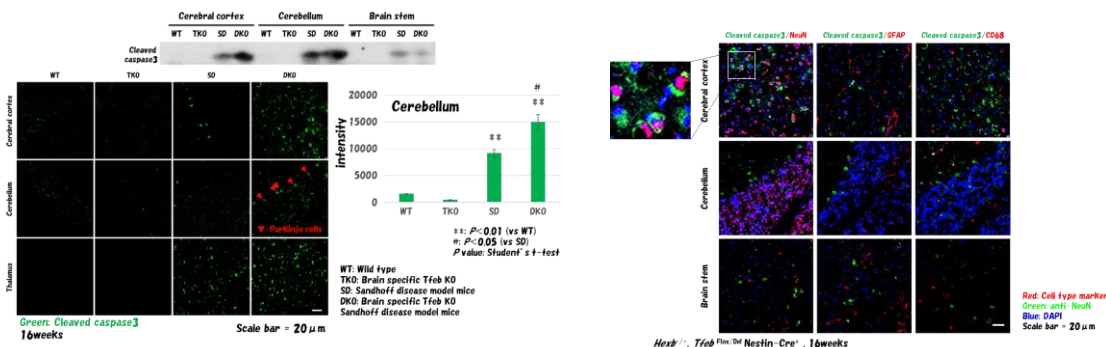 Cerebral cortex Cerebellum Brain stem
WT TKO SD DKO WT TKO SD DKO WT TKO SD DKO
Cleaved
caspase3
WT TKO SD DKO
Cerebral cortex
Cerebellum
Thalamus
Purkinje cells
Green: Cleaved caspase3
16weeks
Scale bar = 20 μm
Cerebellum
intensity
20000
15000
10000
5000
0
WT TKO SD DKO
**
#
**
**: P<0.01 (vs WT)
#: P<0.05 (vs SD)
P value: Student's t-test
WT: Wild type
TKO: Brain specific Tfeb KO
SD: Sandhoff disease model mice
DKO: Brain specific Tfeb KO
Sandhoff disease model mice
Cleaved caspase3/NeuN Cleaved caspase3/GFAP Cleaved caspase3/CD68
Cerebral cortex
Cerebellum
Brain stem
Red: Cell type marker
Green: anti-NeuN
Blue: DAPI
Scale bar = 20 μm
Hexb-/-, Tfeb Flox/Del Nestin-Cre+, 16weeks